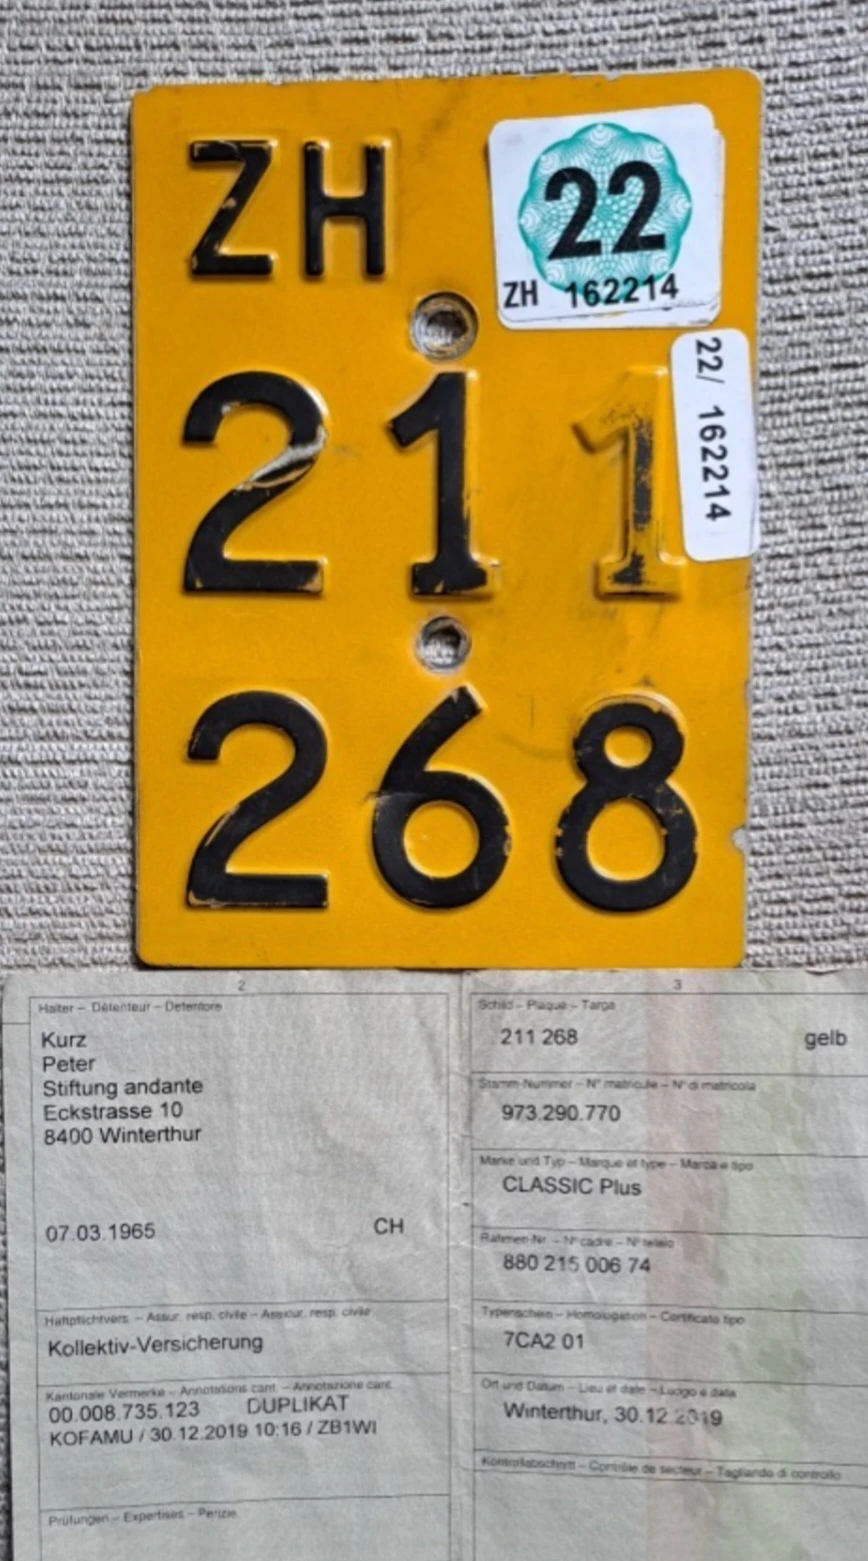 ZH
22
ZH 162214
22/ 162214
211
268
2
Halter – Détenteur – Detentore
Kurz
Peter
Stiftung andante
Eckstrasse 10
8400 Winterthur
07.03.1965 CH
Haftpflichtvers. – Assur. resp. civile – Assicur. resp. civile
Kollektiv-Versicherung
Kantonale Vermerke – Annotations cant. – Annotazione cant.
00.008.735.123 DUPLIKAT
KOFAMU / 30.12.2019 10:16 / ZB1WI
Prüfungen – Expertises – Perizie
3
Schild – Plaque – Targa
211 268 gelb
Stamm-Nummer – N° matricule – N° di matricola
973.290.770
Marke und Typ – Marque et type – Marca e tipo
CLASSIC Plus
Rahmen-Nr. – N° cadre – N° telaio
880 215 006 74
Typenschein – Homologation – Certificato tipo
7CA2 01
Ort und Datum – Lieu et date – Luogo e data
Winterthur, 30.12.2019
Kontrollabschnitt – Contrôle de secteur – Tagliando di controllo